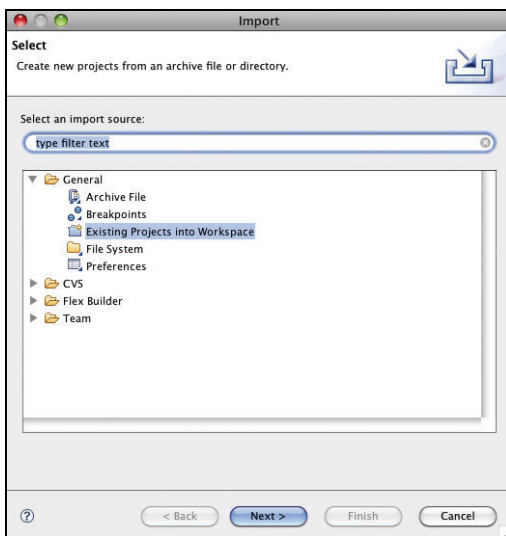 Import
Select
Create new projects from an archive file or directory.
Select an import source:
type filter text
General
Archive File
Breakpoints
Existing Projects into Workspace
File System
Preferences
CVS
Flex Builder
Team
? < Back Next > Finish Cancel